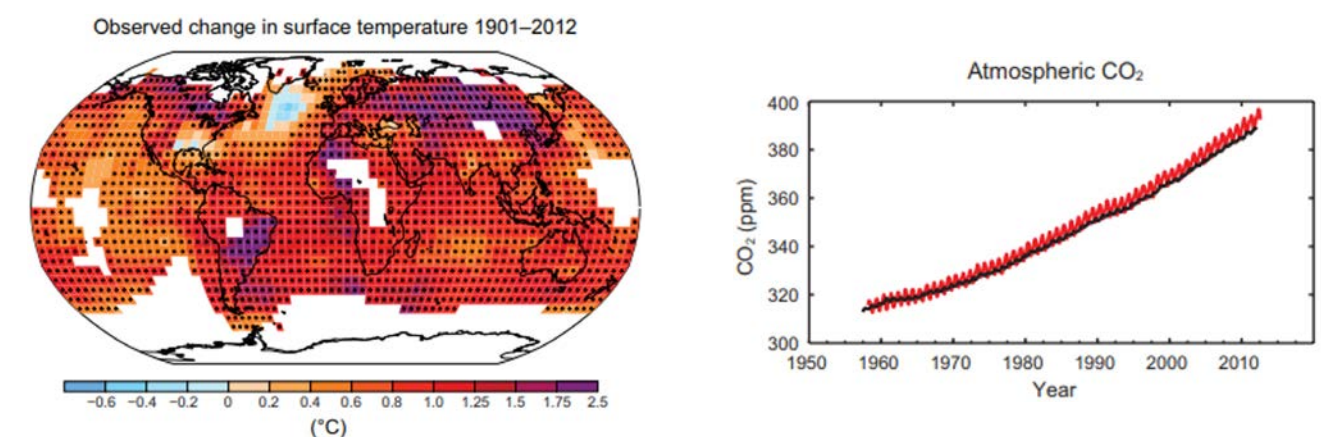 Observed change in surface temperature 1901–2012
−0.6 −0.4 −0.2 0 0.2 0.4 0.6 0.8 1.0 1.25 1.5 1.75 2.5
(°C)
Atmospheric CO₂
400
380
360
340
320
300
CO₂ (ppm)
1950 1960 1970 1980 1990 2000 2010
Year